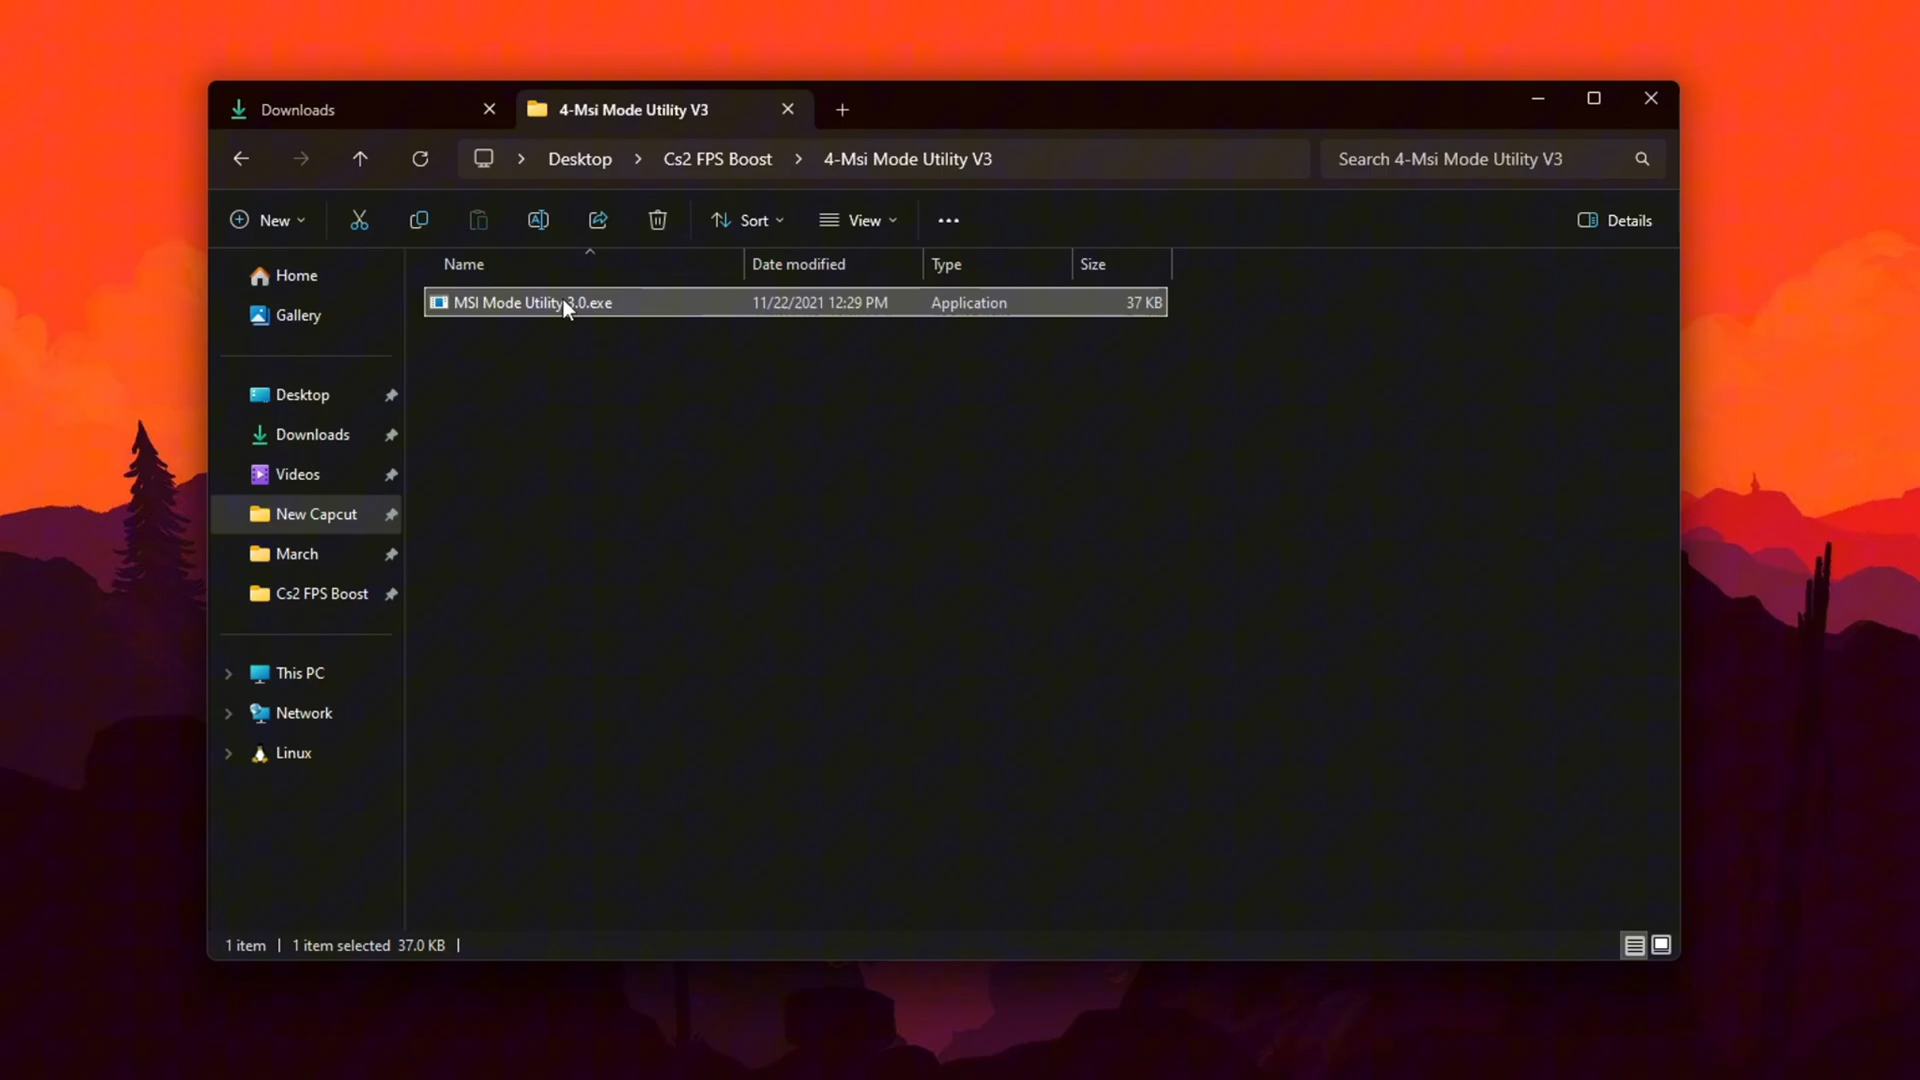 Downloads
4-Msi Mode Utility V3
Desktop
Cs2 FPS Boost
4-Msi Mode Utility V3
Search 4-Msi Mode Utility V3
New
Sort
View
Details
Name
Date modified
Type
Size
MSI Mode Utility 3.0.exe
11/22/2021 12:29 PM
Application
37 KB
Home
Gallery
Desktop
Downloads
Videos
New Capcut
March
Cs2 FPS Boost
This PC
Network
Linux
1 item
1 item selected 37.0 KB